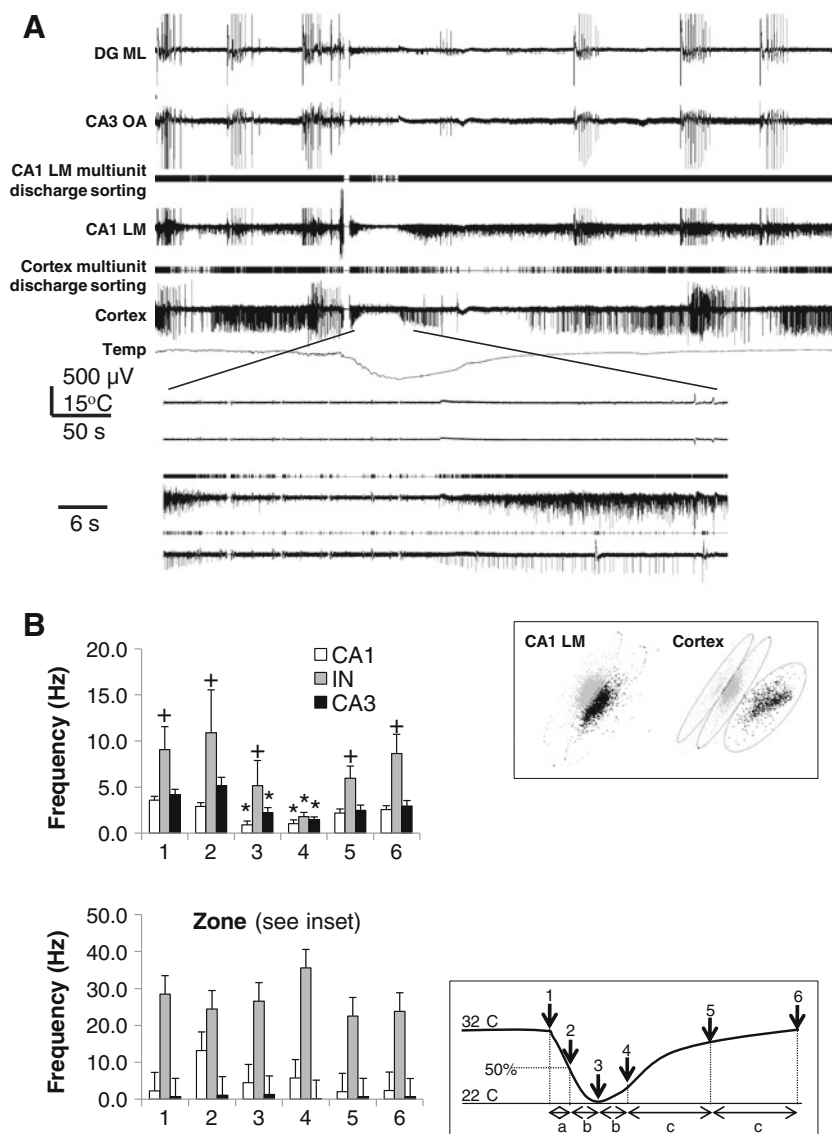 A
DG ML
CA3 OA
CA1 LM multiunit
discharge sorting
CA1 LM
Cortex multiunit
discharge sorting
Cortex
Temp
500 µV
15°C
50 s
6 s
B
Frequency (Hz)
20.0
15.0
10.0
5.0
0.0
+ + + + +
* * * * *
1 2 3 4 5 6
CA1
IN
CA3
CA1 LM Cortex
Frequency (Hz)
50.0
40.0
30.0
20.0
10.0
0.0
Zone (see inset)
1 2 3 4 5 6
32 C
50%
22 C
1 2 3 4 5 6
a b b c c